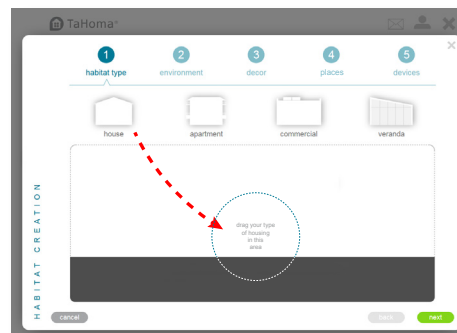 TaHoma®
1 2 3 4 5
habitat type environment decor places devices
house apartment commercial veranda
HABITAT CREATION
drag your type
of housing
in this
area
cancel back next